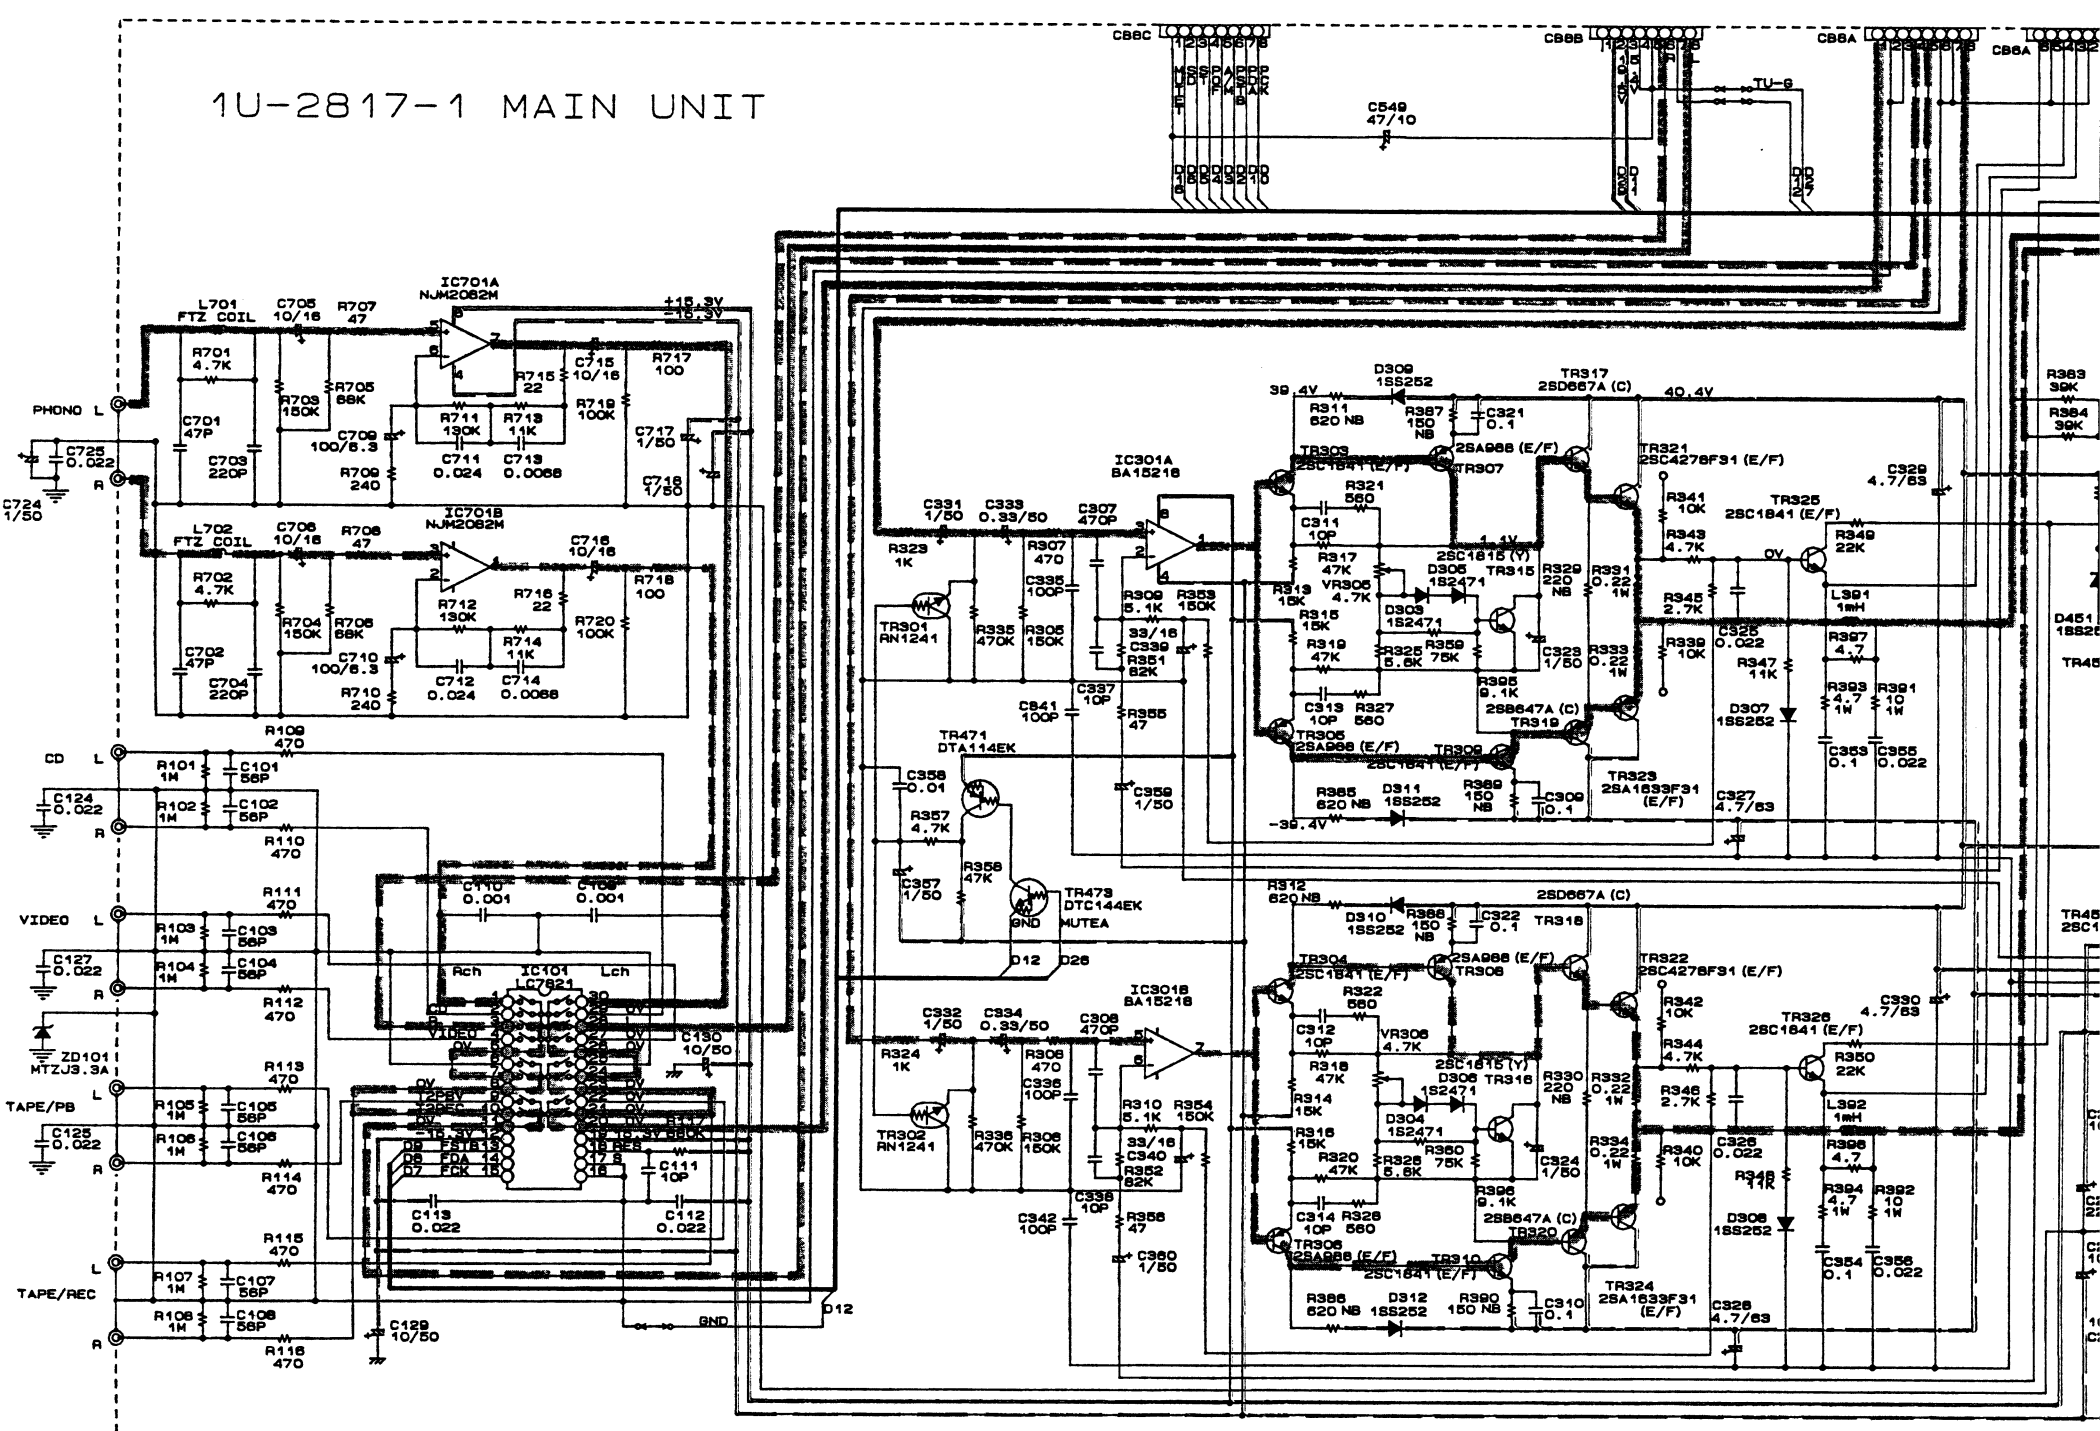 1U-2817-1 MAIN UNIT
CB8C
CB8B
CB8A
CB6A
TU-G
C549
47/10
IC701A
NJM2082M
L701
FTZ COIL
C705
10/16
R707
47
R701
4.7K
R703
150K
R705
68K
C701
47P
C703
220P
C709
100/6.3
R709
240
R711
130K
R713
11K
C711
0.024
C713
0.0068
R715
22
C715
10/16
R717
100
R719
100K
C717
1/50
C718
1/50
PHONO L
R
C725
0.022
C724
1/50
IC701B
NJM2082M
L702
FTZ COIL
C706
10/16
R706
47
R702
4.7K
R704
150K
R706
68K
C702
47P
C704
220P
C710
100/6.3
R710
240
R712
130K
R714
11K
C712
0.024
C714
0.0068
R716
22
C716
10/16
R718
100
R720
100K
CD L
R
R109
470
R101
1M
C101
56P
R102
1M
C102
56P
C124
0.022
R110
470
VIDEO L
R
R111
470
R103
1M
C103
56P
R104
1M
C104
56P
C127
0.022
R112
470
ZD101
MTZJ3.3A
TAPE/PB
L
R
R113
470
R105
1M
C105
56P
R106
1M
C106
56P
C125
0.022
R114
470
TAPE/REC
L
R
R115
470
R107
1M
C107
56P
R108
1M
C108
56P
R116
470
C110
0.001
0.001
Rch
IC101
LC7821
Lch
C130
10/50
C111
10P
C113
0.022
C112
0.022
C129
10/50
GND
D12
IC301A
BA15218
C331
1/50
C333
0.33/50
C307
470P
R323
1K
R307
470
C335
100P
TR301
RN1241
R335
470K
R305
150K
R309
5.1K
R353
150K
33/16
C339
R351
82K
C337
10P
C341
100P
R355
47
C359
1/50
TR471
DTA114EK
C358
0.01
R357
4.7K
R358
47K
C357
1/50
TR473
DTC144EK
GND
MUTEA
D12
D26
39.4V
R311
620 NB
D309
1SS252
R387
150
NB
C321
0.1
TR317
2SD667A (C)
40.4V
TR303
2SC1841 (E/F)
2SA988 (E/F)
TR307
TR321
2SC4278F31 (E/F)
C329
4.7/63
R321
560
C311
10P
R317
47K
1.1V
2SC1815 (Y)
VR305
4.7K
D305
1S2471
TR315
R329
220
NB
R331
0.22
1W
R341
10K
R343
4.7K
R345
2.7K
TR325
2SC1841 (E/F)
R349
22K
0V
R313
15K
R315
15K
D303
1S2471
R319
47K
R325
5.6K
R359
75K
C323
1/50
R333
0.22
1W
R339
10K
C325
0.022
L391
1mH
R397
4.7
R347
11K
R393
4.7
1W
R391
10
1W
C313
10P
R327
560
R395
9.1K
2SB647A (C)
TR319
D307
1SS252
C353
0.1
C355
0.022
TR305
2SA988 (E/F)
TR309
2SC1841 (E/F)
R385
620 NB
D311
1SS252
R389
150
NB
C309
0.1
TR323
2SA1633F31
(E/F)
C327
4.7/63
-39.4V
R383
39K
R384
39K
D451
IC301B
BA15218
C332
1/50
C334
0.33/50
C308
470P
R324
1K
R308
470
C336
100P
TR302
RN1241
R336
470K
R306
150K
R310
5.1K
R354
150K
33/16
C340
R352
82K
C338
10P
C342
100P
R356
47
C360
1/50
R312
620 NB
D310
1SS252
R388
150
NB
C322
0.1
2SD667A (C)
TR318
TR304
2SC1841 (E/F)
2SA988 (E/F)
TR308
TR322
2SC4278F31 (E/F)
C330
4.7/63
R322
560
C312
10P
R318
47K
VR306
4.7K
2SC1815 (Y)
D306
1S2471
TR316
R330
220
NB
R332
0.22
1W
R342
10K
R344
4.7K
R346
2.7K
TR326
2SC1841 (E/F)
R350
22K
R314
15K
R316
15K
D304
1S2471
R320
47K
R326
5.6K
R360
75K
C324
1/50
R334
0.22
1W
R340
10K
C326
0.022
L392
1mH
R398
4.7
R348
11K
R394
4.7
1W
R392
10
1W
C314
10P
R328
560
R396
9.1K
2SB647A (C)
TR320
D308
1SS252
C354
0.1
C356
0.022
TR306
2SA988 (E/F)
TR310
2SC1841 (E/F)
R386
620 NB
D312
1SS252
R390
150 NB
C310
0.1
TR324
2SA1633F31
(E/F)
C328
4.7/63